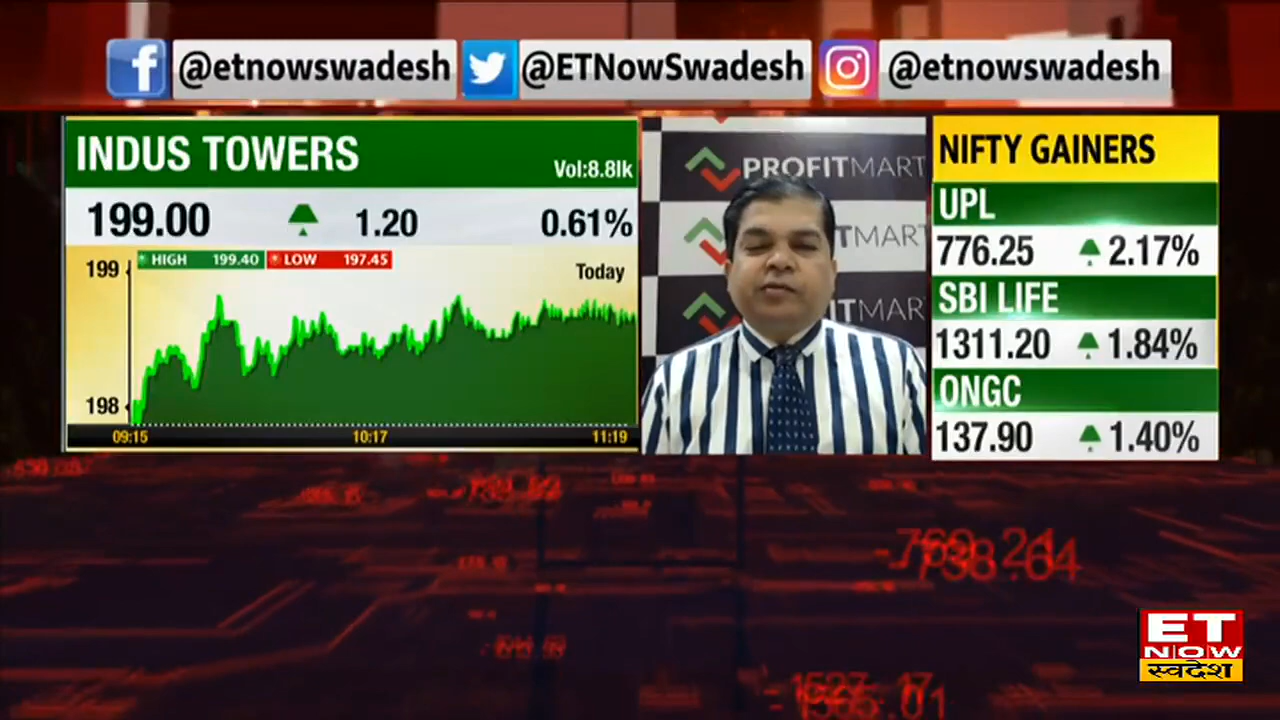 @etnowswadesh @ETNowSwadesh @etnowswadesh
INDUS TOWERS
Vol:8.8lk
199.00 1.20 0.61%
HIGH 199.40 LOW 197.45
Today
199
198
09:15 10:17 11:19
PROFITMART
TMART
FITMAR
NIFTY GAINERS
UPL
776.25 2.17%
SBI LIFE
1311.20 1.84%
ONGC
137.90 1.40%
ET
NOW
स्वदेश